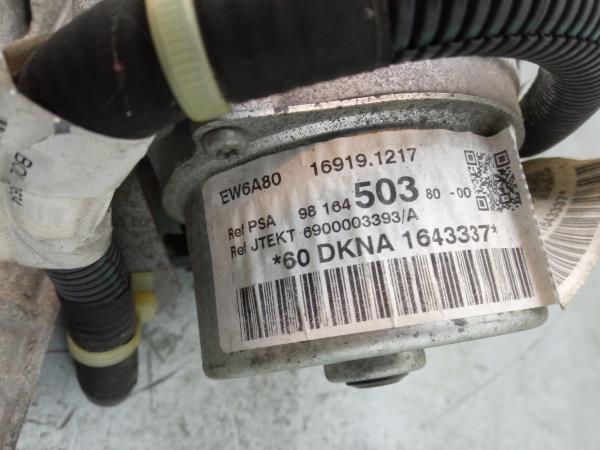 EW6A80 16919.1217
Ref PSA 98 164 503 80 -00
Ref JTEKT 6900003393/A
*60 DKNA 1643337*